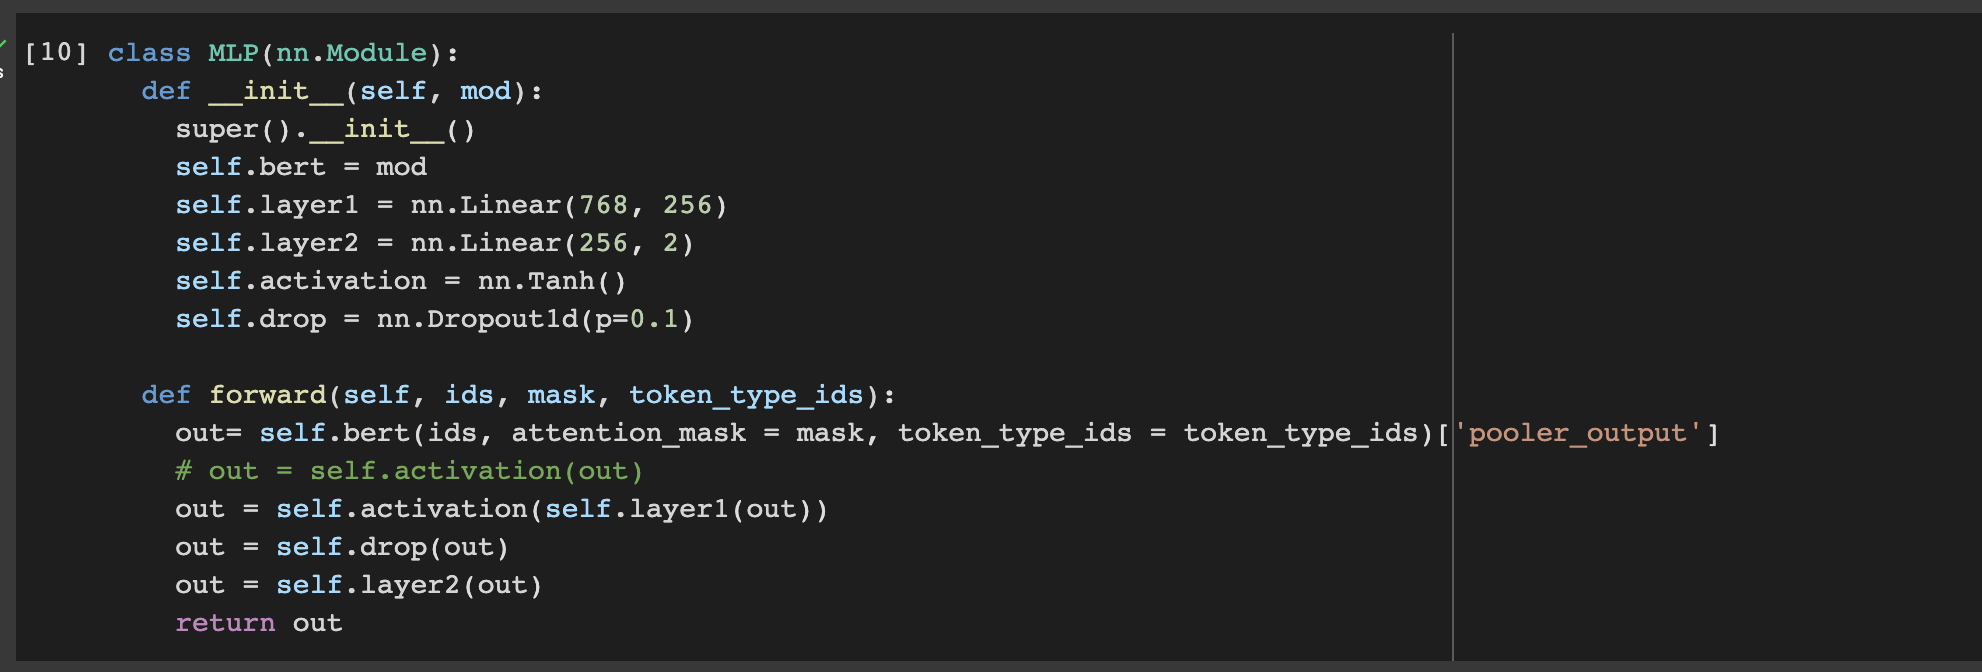 [10] class MLP(nn.Module):
def __init__(self, mod):
super().__init__()
self.bert = mod
self.layer1 = nn.Linear(768, 256)
self.layer2 = nn.Linear(256, 2)
self.activation = nn.Tanh()
self.drop = nn.Dropout1d(p=0.1)
def forward(self, ids, mask, token_type_ids):
out= self.bert(ids, attention_mask = mask, token_type_ids = token_type_ids)['pooler_output']
# out = self.activation(out)
out = self.activation(self.layer1(out))
out = self.drop(out)
out = self.layer2(out)
return out